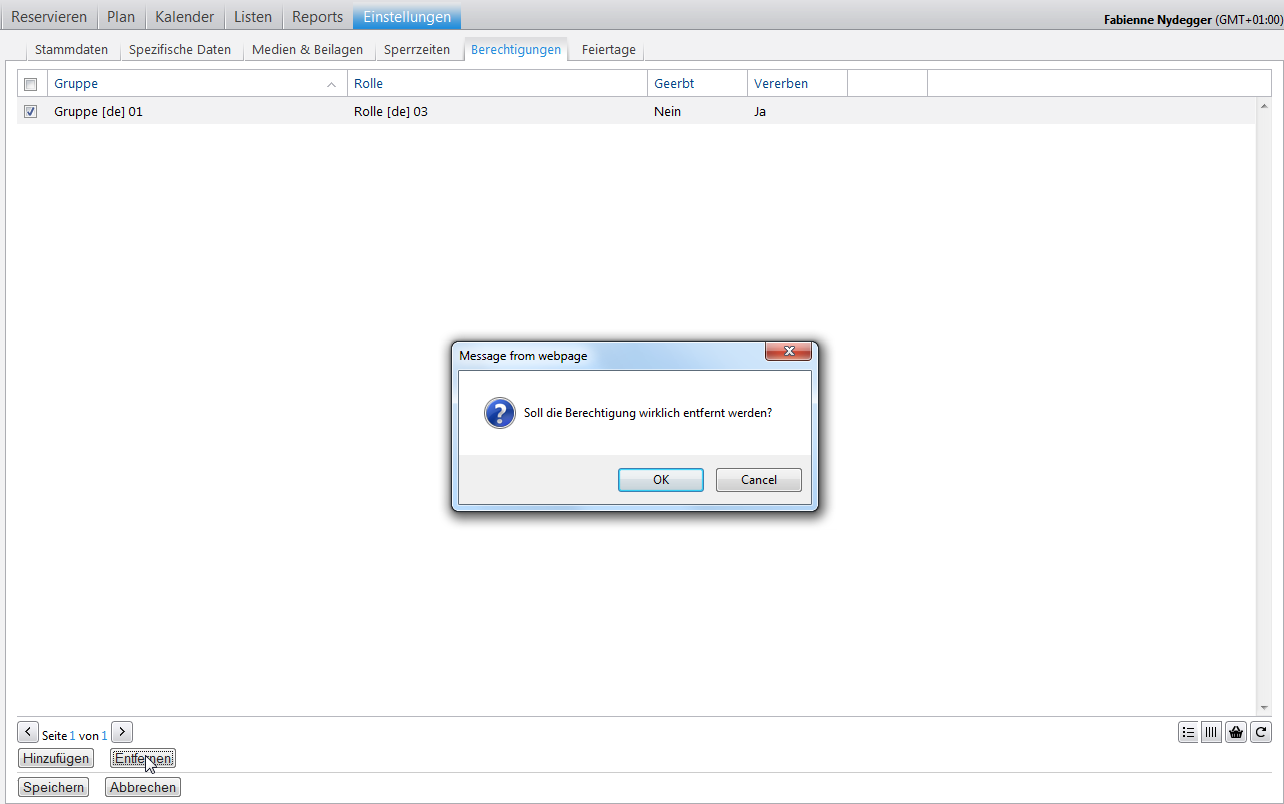 Reservieren Plan Kalender Listen Reports Einstellungen Fabienne Nydegger (GMT+01:00)
Stammdaten Spezifische Daten Medien & Beilagen Sperrzeiten Berechtigungen Feiertage
Gruppe Rolle Geerbt Vererben
Gruppe [de] 01 Rolle [de] 03 Nein Ja
Message from webpage
Soll die Berechtigung wirklich entfernt werden?
OK Cancel
Seite 1 von 1
Hinzufügen Entfernen
Speichern Abbrechen